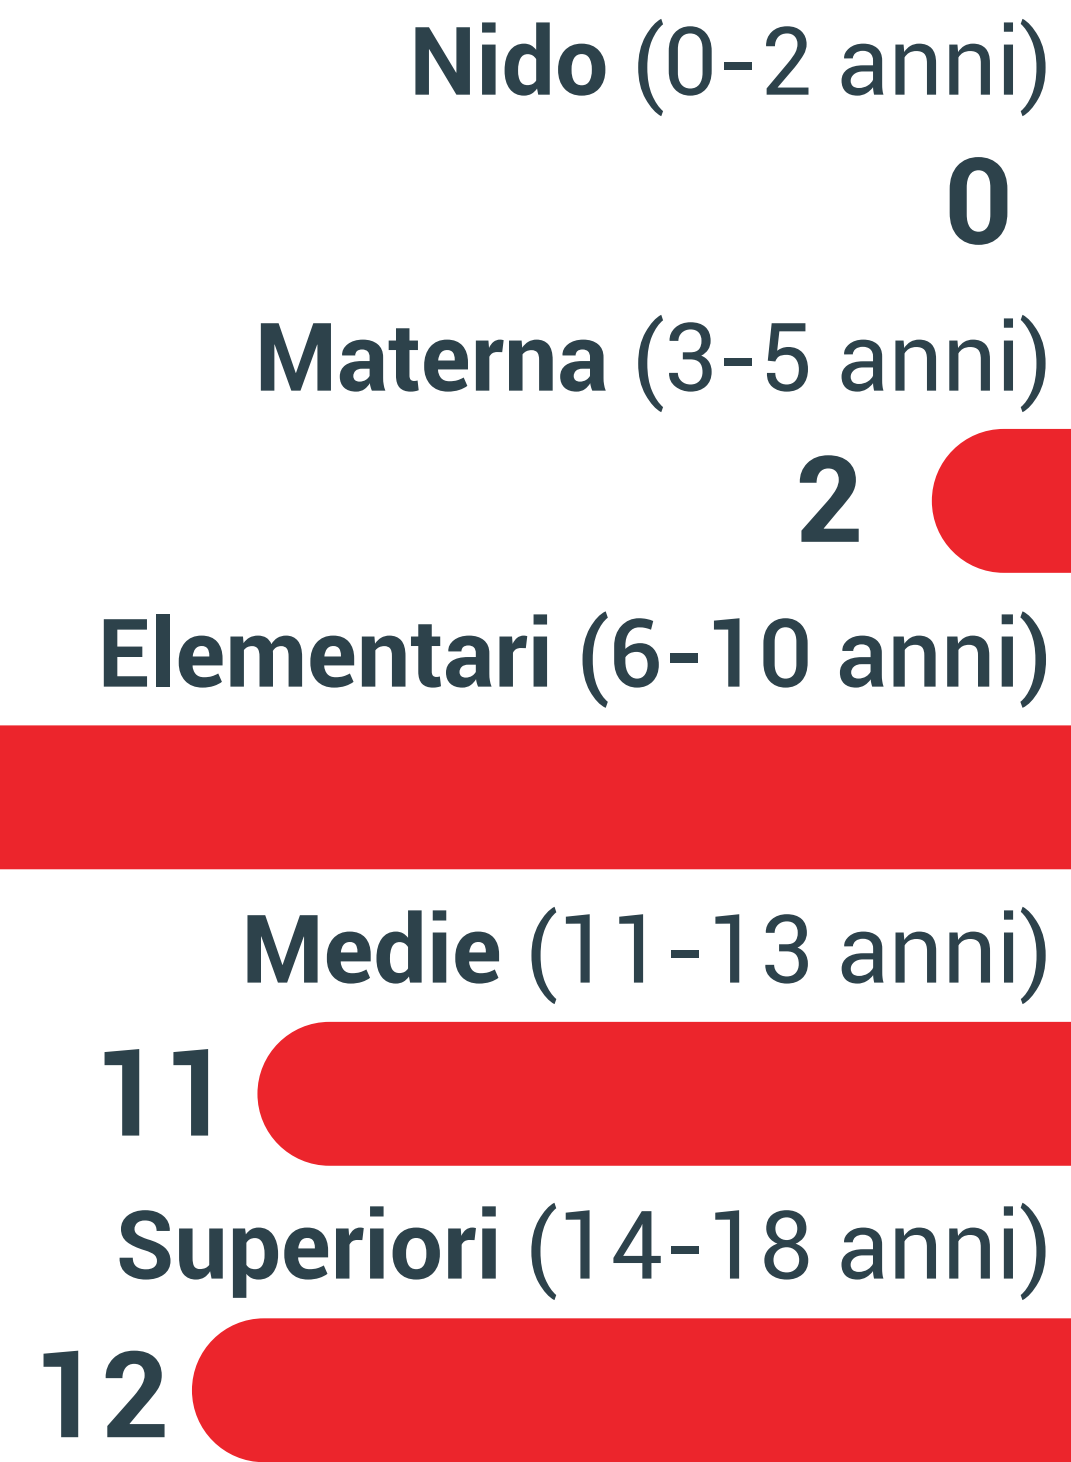 Nido (0-2 anni)
0
Materna (3-5 anni)
2
Elementari (6-10 anni)
Medie (11-13 anni)
11
Superiori (14-18 anni)
12